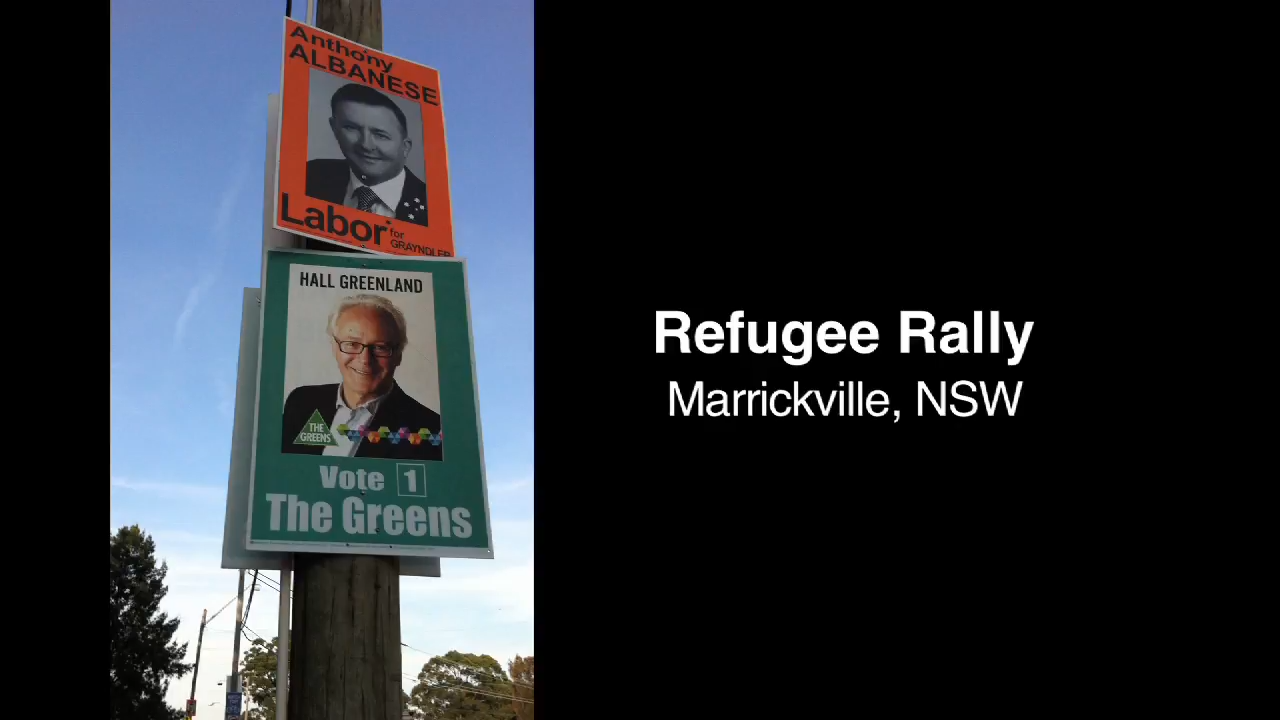 Anthony
ALBANESE
Labor for
GRAYNDLER
HALL GREENLAND
THE
GREENS
Vote 1
The Greens
Refugee Rally
Marrickville, NSW